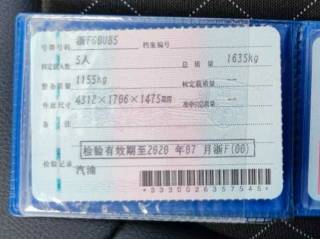 号牌号码 浙FG0U85 档案编号
核定载人数 5人 总质量 1635kg
整备质量 1155kg 核定载质量 --
外廓尺寸 4312×1706×1475mm 准牵引总质量 --
备注
检验有效期至2020年07月浙F(00)
检验记录 汽油
*3330026357545*